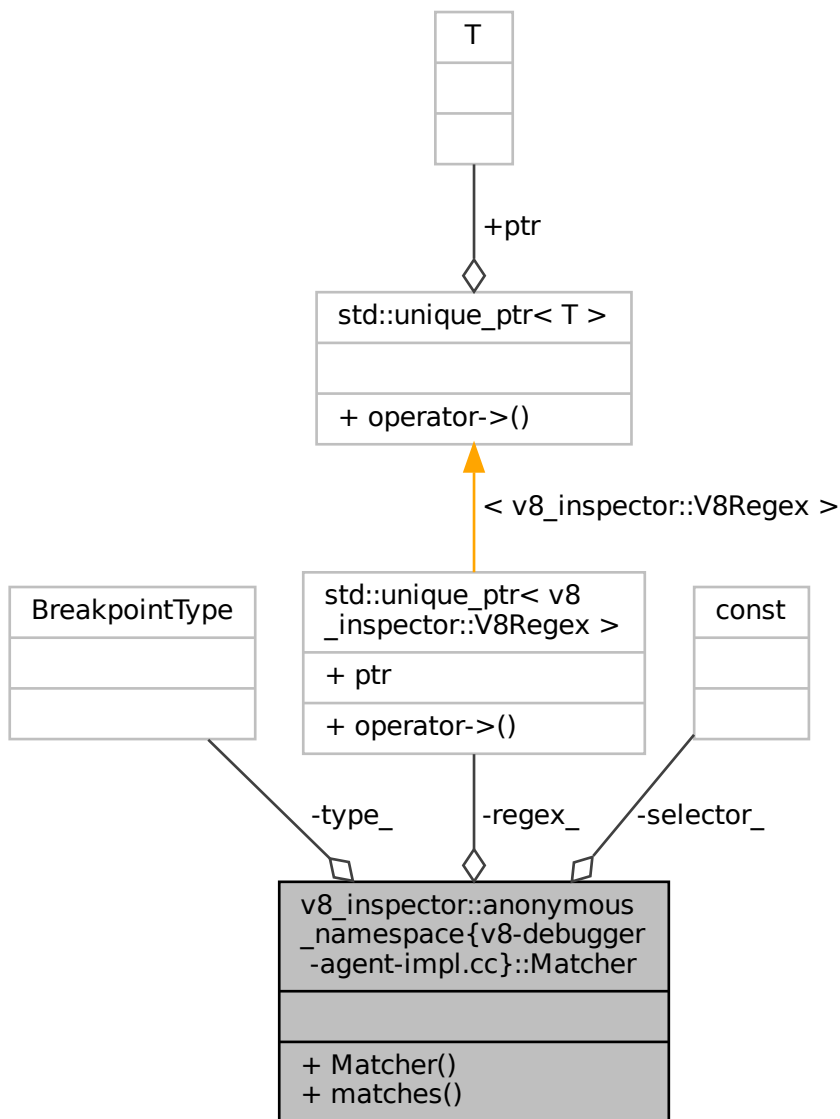 T
+ptr
std::unique_ptr< T >
+ operator->()
< v8_inspector::V8Regex >
BreakpointType
std::unique_ptr< v8
_inspector::V8Regex >
+ ptr
+ operator->()
const
-type_
-regex_
-selector_
v8_inspector::anonymous
_namespace{v8-debugger
-agent-impl.cc}::Matcher
+ Matcher()
+ matches()